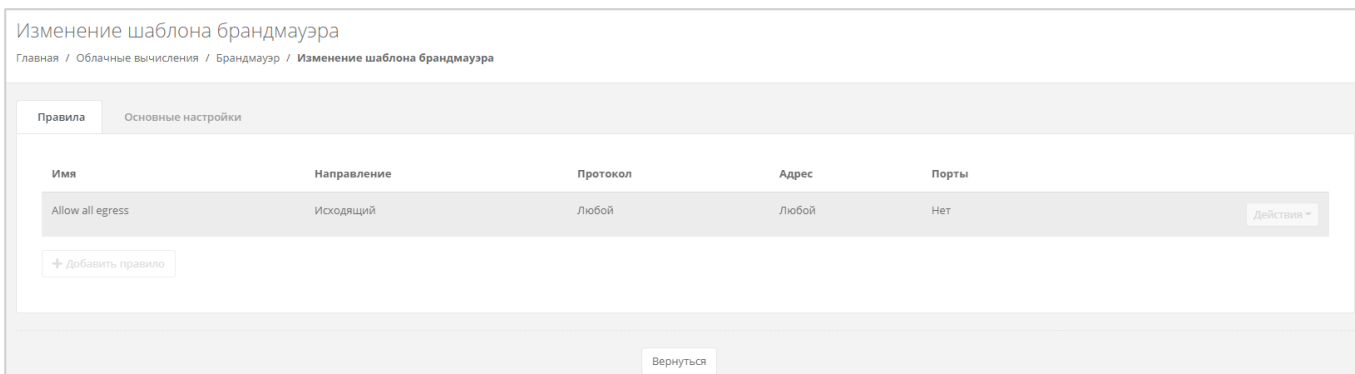 Изменение шаблона брандмауэра
Главная / Облачные вычисления / Брандмауэр / Изменение шаблона брандмауэра
Правила Основные настройки
Имя Направление Протокол Адрес Порты
Allow all egress Исходящий Любой Любой Нет Действия
+ Добавить правило
Вернуться